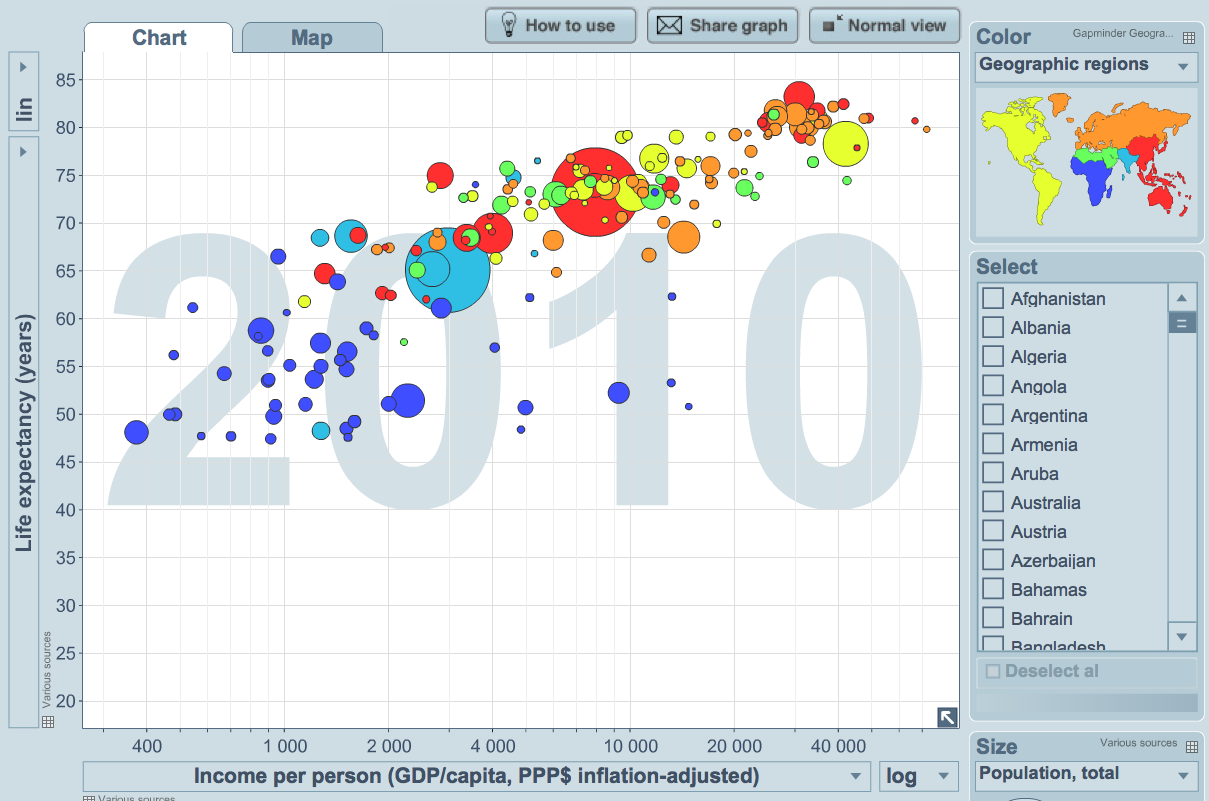 How to use
Share graph
Normal view
Chart
Map
Color
Gapminder Geogra...
Geographic regions
lin
85
80
75
70
65
60
55
50
45
40
35
30
25
20
Life expectancy (years)
Various sources
2010
400
1 000
2 000
4 000
10 000
20 000
40 000
Income per person (GDP/capita, PPP$ inflation-adjusted)
log
Various sources
Select
Afghanistan
Albania
Algeria
Angola
Argentina
Armenia
Aruba
Australia
Austria
Azerbaijan
Bahamas
Bahrain
Bangladesh
Deselect al
Size
Various sources
Population, total